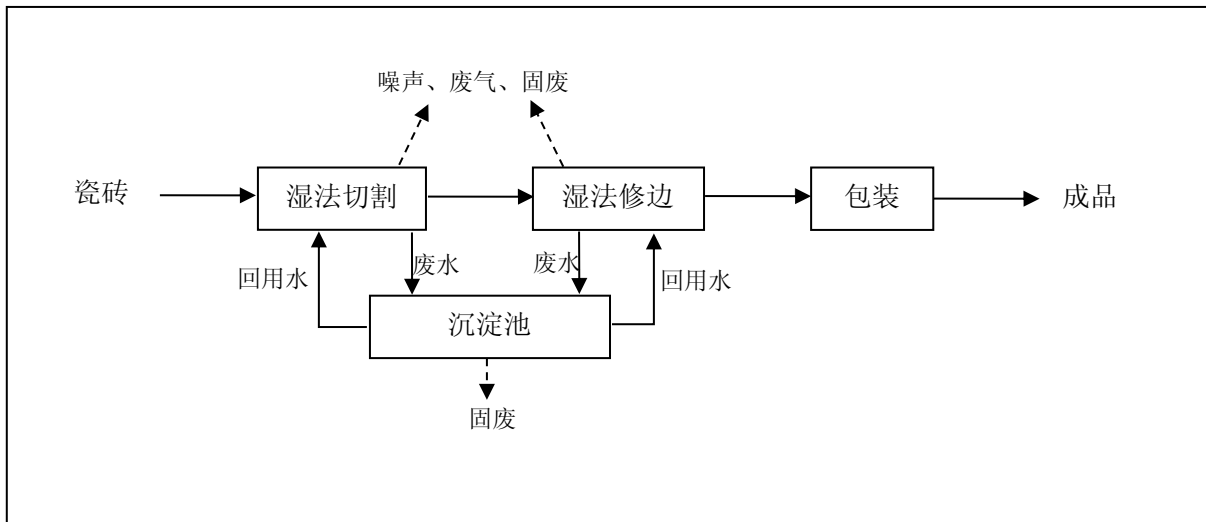 噪声、废气、固废
瓷砖
湿法切割
湿法修边
包装
成品
回用水
废水
废水
回用水
沉淀池
固废